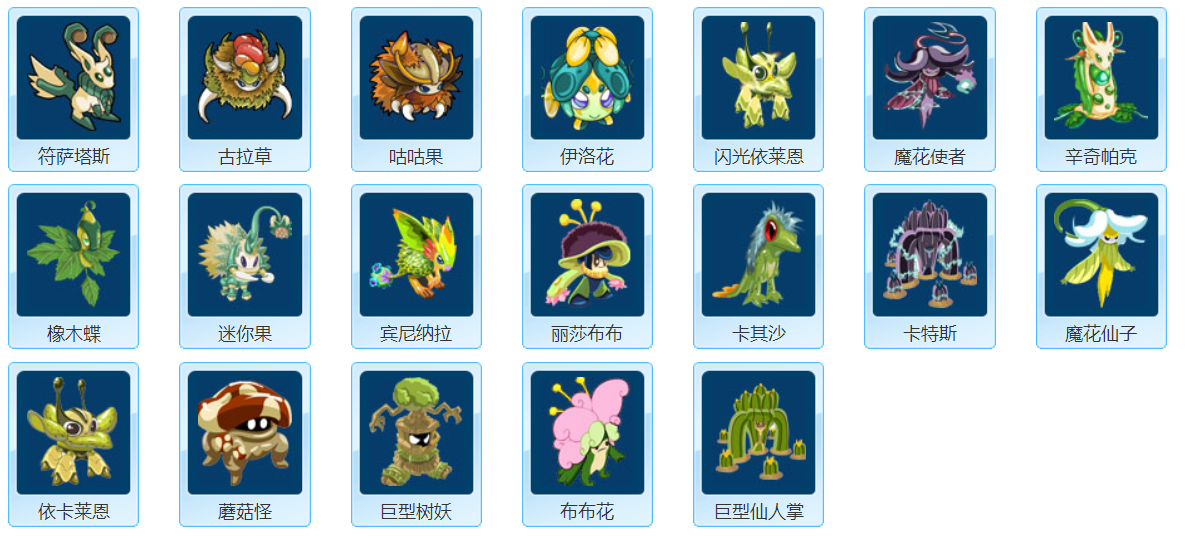 符萨塔斯
古拉草
咕咕果
伊洛花
闪光依莱恩
魔花使者
辛奇帕克
橡木蝶
迷你果
宾尼纳拉
丽莎布布
卡其沙
卡特斯
魔花仙子
依卡莱恩
蘑菇怪
巨型树妖
布布花
巨型仙人掌